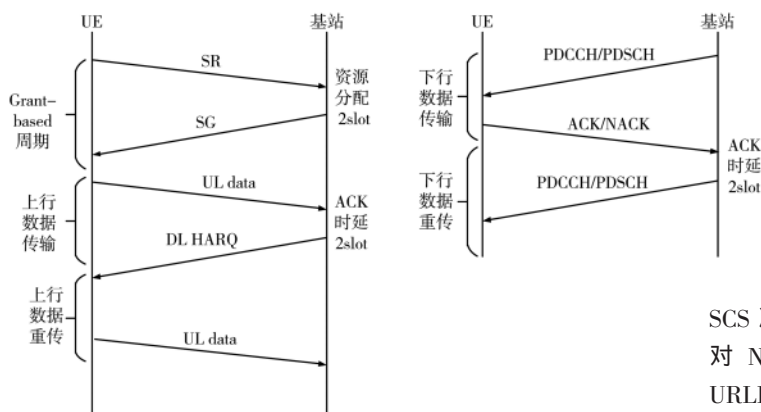 UE
基站
SR
资源
分配
2slot
Grant-
based
周期
SG
UL data
上行
数据
传输
ACK
时延
2slot
DL HARQ
上行
数据
重传
UL data
UE
基站
PDCCH/PDSCH
下行
数据
传输
ACK/NACK
ACK
时延
2slot
下行
数据
重传
PDCCH/PDSCH
SCS
对 N
URLL